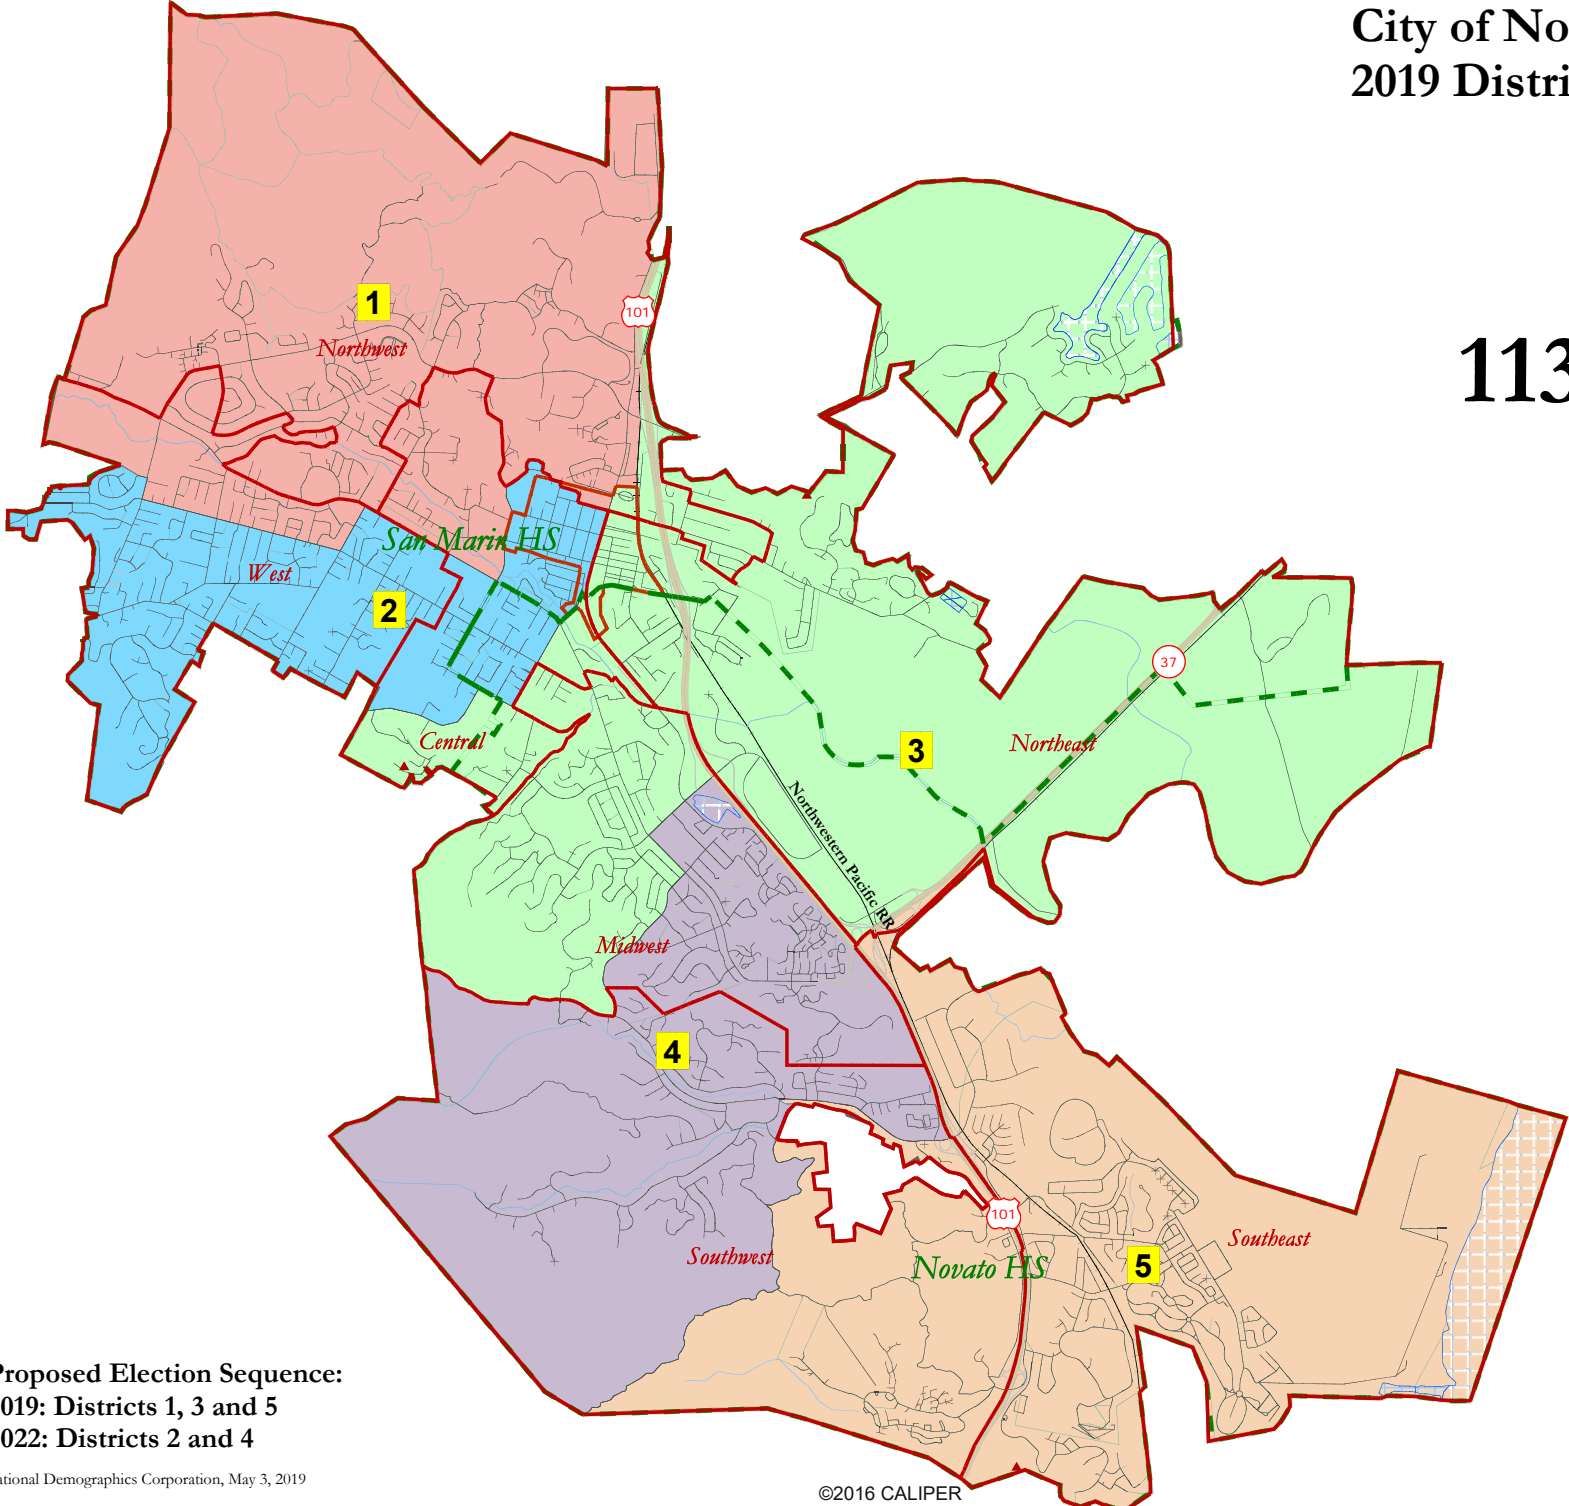 City of No
2019 Distri
113
101
1
Northwest
San Marin HS
West
2
37
3
Northeast
Central
Northwestern Pacific RR
Midwest
4
101
Southwest
Novato HS
5
Southeast
Proposed Election Sequence:
019: Districts 1, 3 and 5
022: Districts 2 and 4
ational Demographics Corporation, May 3, 2019
©2016 CALIPER